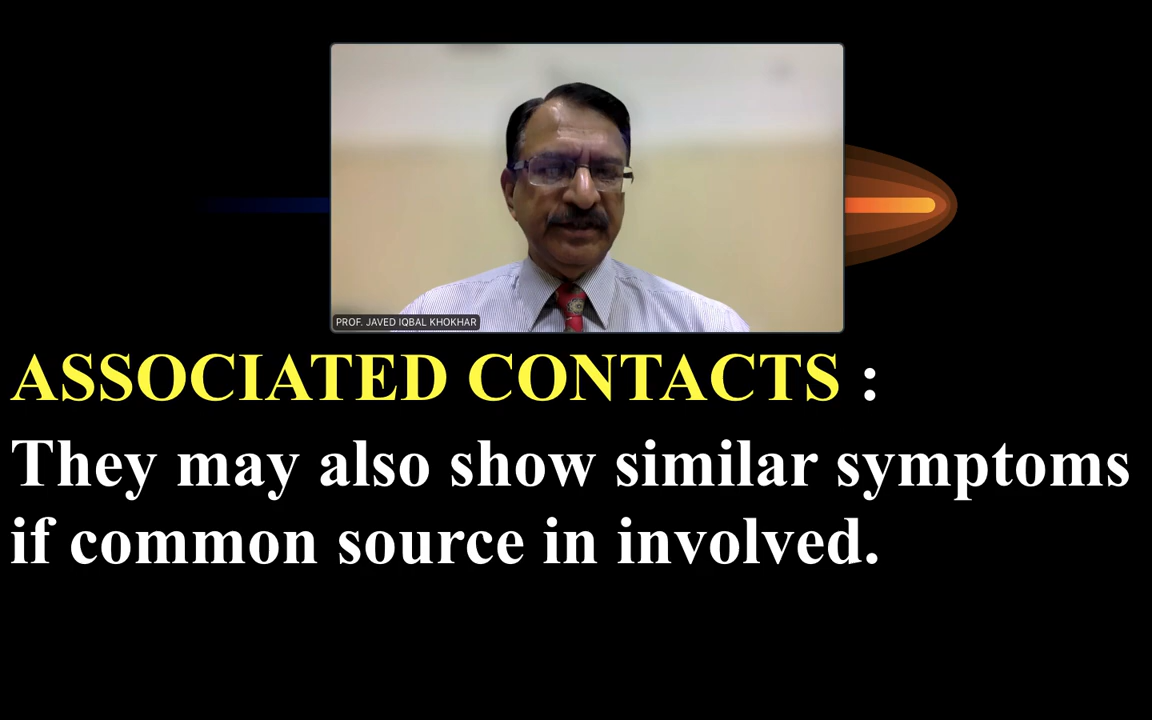 PROF. JAVED IQBAL KHOKHAR
ASSOCIATED CONTACTS :
They may also show similar symptoms
if common source in involved.